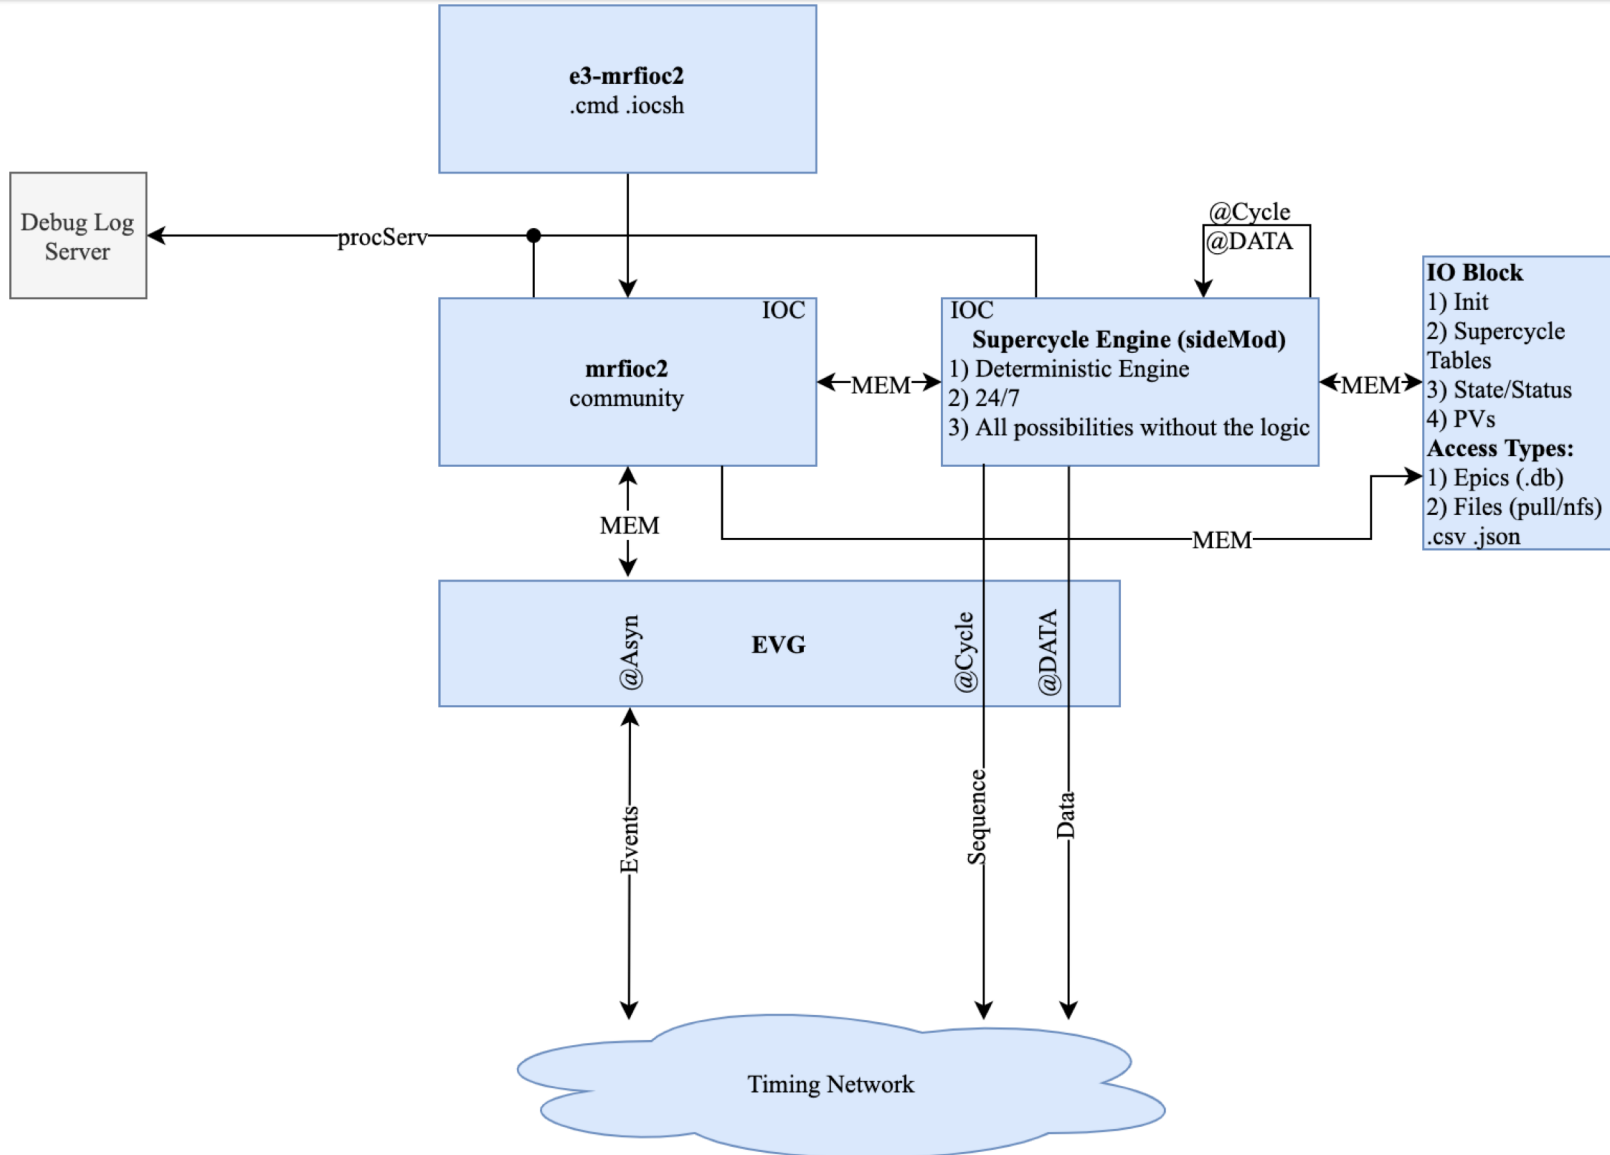 e3-mrfioc2
.cmd .iocsh
Debug Log
Server
procServ
@Cycle
@DATA
IOC
mrfioc2
community
MEM
IOC
Supercycle Engine (sideMod)
1) Deterministic Engine
2) 24/7
3) All possibilities without the logic
MEM
IO Block
1) Init
2) Supercycle
Tables
3) State/Status
4) PVs
Access Types:
1) Epics (.db)
2) Files (pull/nfs)
.csv .json
MEM
MEM
@Asyn
EVG
@Cycle
@DATA
Events
Sequence
Data
Timing Network